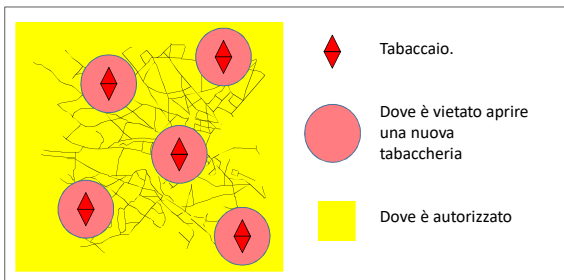 Tabaccaio.
Dove è vietato aprire
una nuova
tabaccheria
Dove è autorizzato